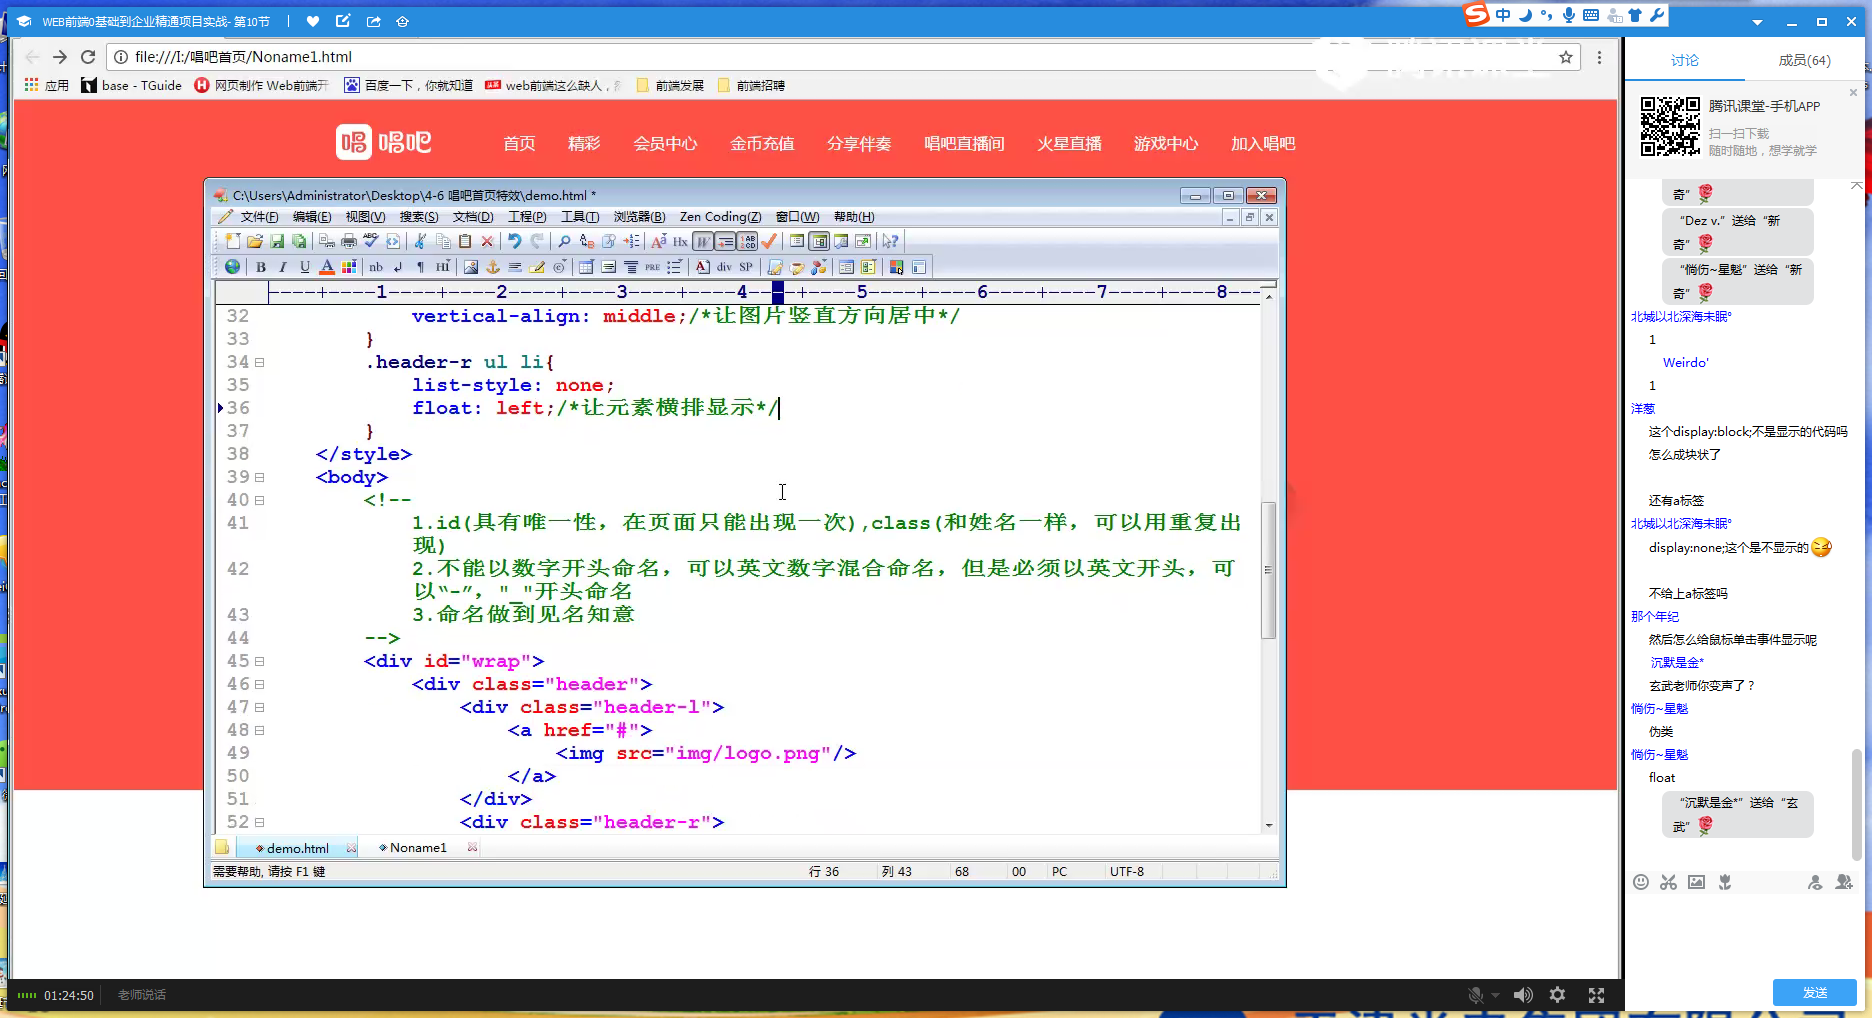 WEB前端0基础到企业精通项目实战- 第10节
中
file:///I:/唱吧首页/Noname1.html
应用
base - TGuide
网页制作 Web前端开
百度一下，你就知道
web前端这么缺人，
前端发展
前端招聘
唱 唱吧
首页 精彩 会员中心 金币充值 分享伴奏 唱吧直播间 火星直播 游戏中心 加入唱吧
C:\Users\Administrator\Desktop\4-6 唱吧首页特效\demo.html *
文件(F) 编辑(E) 视图(V) 搜索(S) 文档(D) 工程(P) 工具(T) 浏览器(B) Zen Coding(Z) 窗口(W) 帮助(H)
----+----1----+----2----+----3----+----4----+----5----+----6----+----7----+----8---
32 vertical-align: middle;/*让图片竖直方向居中*/
33 }
34 .header-r ul li{
35 list-style: none;
36 float: left;/*让元素横排显示*/
37 }
38 </style>
39 <body>
40 <!--
41 1.id(具有唯一性，在页面只能出现一次),class(和姓名一样，可以用重复出
现)
42 2.不能以数字开头命名，可以英文数字混合命名，但是必须以英文开头，可
以“-”，"_"开头命名
43 3.命名做到见名知意
44 -->
45 <div id="wrap">
46 <div class="header">
47 <div class="header-l">
48 <a href="#">
49 <img src="img/logo.png"/>
50 </a>
51 </div>
52 <div class="header-r">
demo.html
Noname1
需要帮助, 请按 F1 键
行 36 列 43 68 00 PC UTF-8
01:24:50 老师说话
讨论 成员(64)
腾讯课堂-手机APP
扫一扫下载
随时随地，想学就学
奇”
“Dez v.”送给“新
奇”
“惝伤~星魁”送给“新
奇”
北城以北深海未眠°
1
Weirdo'
1
洋葱
这个display:block;不是显示的代码吗
怎么成块状了
还有a标签
北城以北深海未眠°
display:none;这个是不显示的
不给上a标签吗
那个年纪
然后怎么给鼠标单击事件显示呢
沉默是金*
玄武老师你变声了？
惝伤~星魁
伪类
惝伤~星魁
float
“沉默是金*”送给“玄
武”
发送